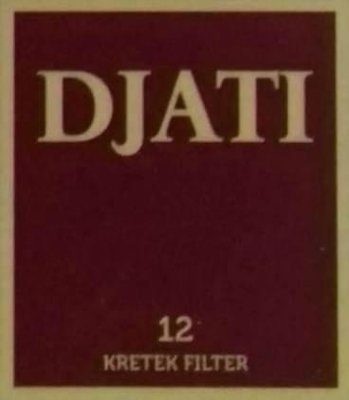 DJATI
12
KRETEK FILTER